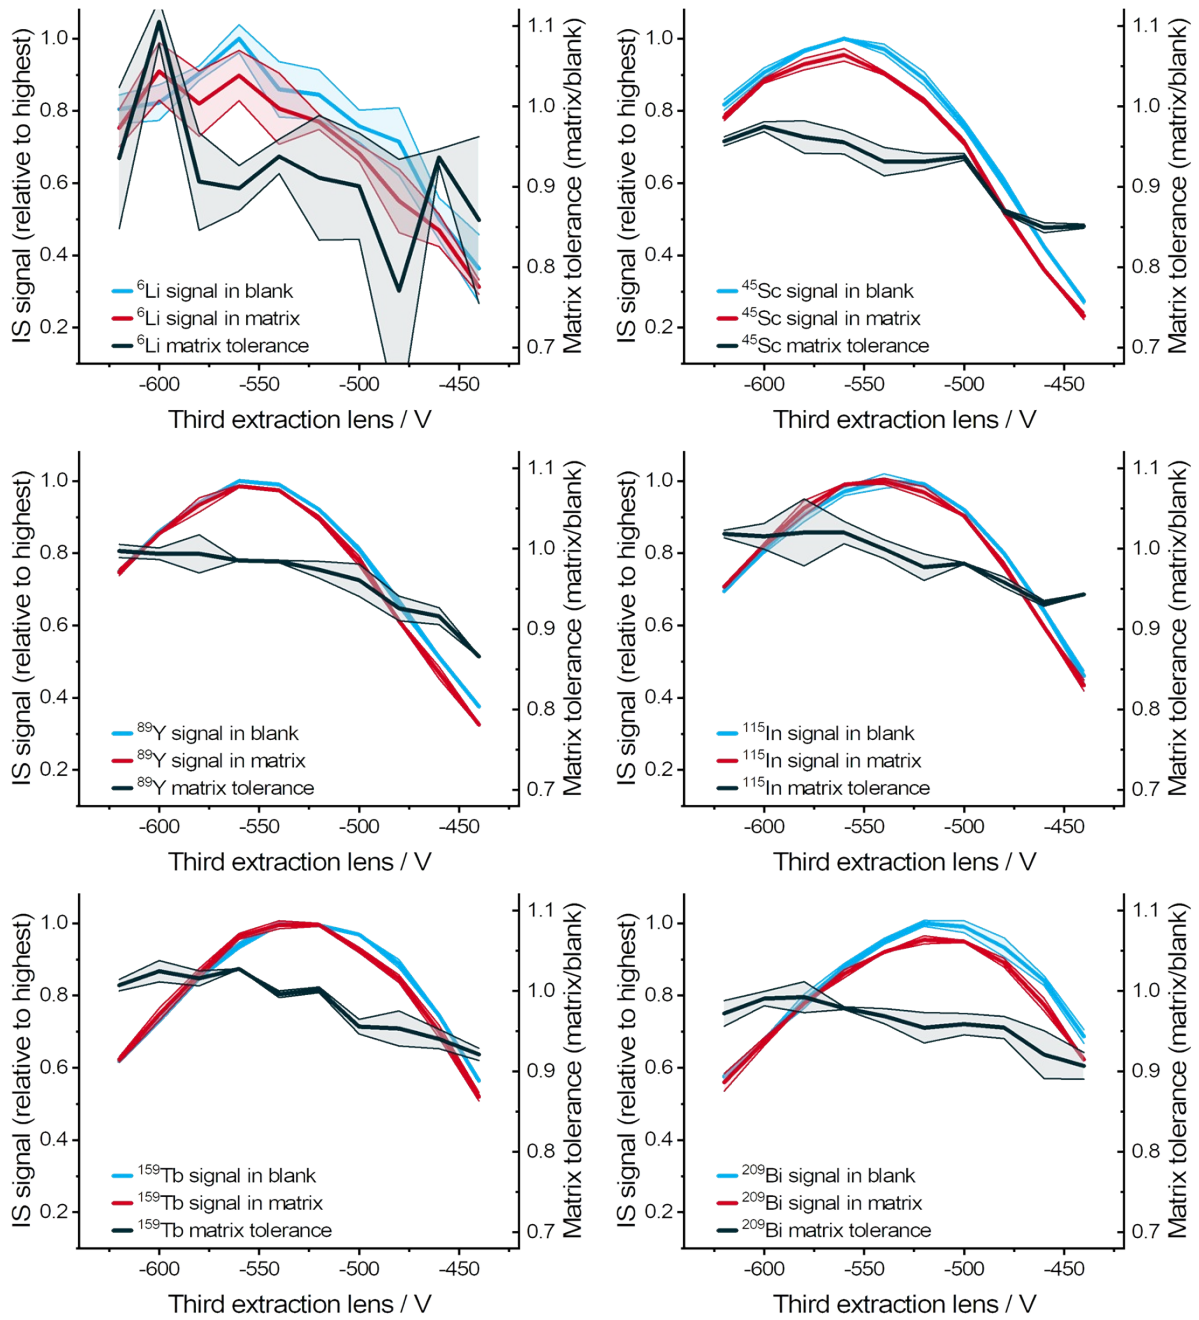 IS signal (relative to highest)
1.0
0.8
0.6
0.4
0.2
1.1
1.0
0.9
0.8
0.7
Matrix tolerance (matrix/blank)
⁶Li signal in blank
⁶Li signal in matrix
⁶Li matrix tolerance
-600 -550 -500 -450
Third extraction lens / V
IS signal (relative to highest)
1.0
0.8
0.6
0.4
0.2
1.1
1.0
0.9
0.8
0.7
Matrix tolerance (matrix/blank)
⁴⁵Sc signal in blank
⁴⁵Sc signal in matrix
⁴⁵Sc matrix tolerance
-600 -550 -500 -450
Third extraction lens / V
IS signal (relative to highest)
1.0
0.8
0.6
0.4
0.2
1.1
1.0
0.9
0.8
0.7
Matrix tolerance (matrix/blank)
⁸⁹Y signal in blank
⁸⁹Y signal in matrix
⁸⁹Y matrix tolerance
-600 -550 -500 -450
Third extraction lens / V
IS signal (relative to highest)
1.0
0.8
0.6
0.4
0.2
1.1
1.0
0.9
0.8
0.7
Matrix tolerance (matrix/blank)
¹¹⁵In signal in blank
¹¹⁵In signal in matrix
¹¹⁵In matrix tolerance
-600 -550 -500 -450
Third extraction lens / V
IS signal (relative to highest)
1.0
0.8
0.6
0.4
0.2
1.1
1.0
0.9
0.8
0.7
Matrix tolerance (matrix/blank)
¹⁵⁹Tb signal in blank
¹⁵⁹Tb signal in matrix
¹⁵⁹Tb matrix tolerance
-600 -550 -500 -450
Third extraction lens / V
IS signal (relative to highest)
1.0
0.8
0.6
0.4
0.2
1.1
1.0
0.9
0.8
0.7
Matrix tolerance (matrix/blank)
²⁰⁹Bi signal in blank
²⁰⁹Bi signal in matrix
²⁰⁹Bi matrix tolerance
-600 -550 -500 -450
Third extraction lens / V